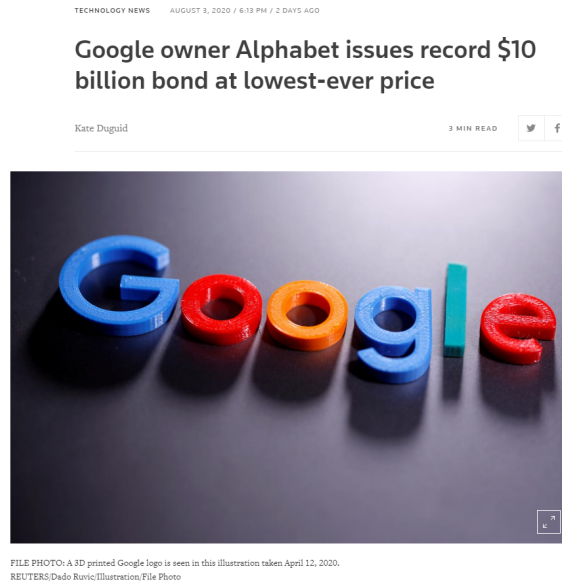 TECHNOLOGY NEWS AUGUST 3, 2020 / 6:13 PM / 2 DAYS AGO
Google owner Alphabet issues record $10
billion bond at lowest-ever price
Kate Duguid
3 MIN READ
Google
FILE PHOTO: A 3D printed Google logo is seen in this illustration taken April 12, 2020.
REUTERS/Dado Ruvic/Illustration/File Photo